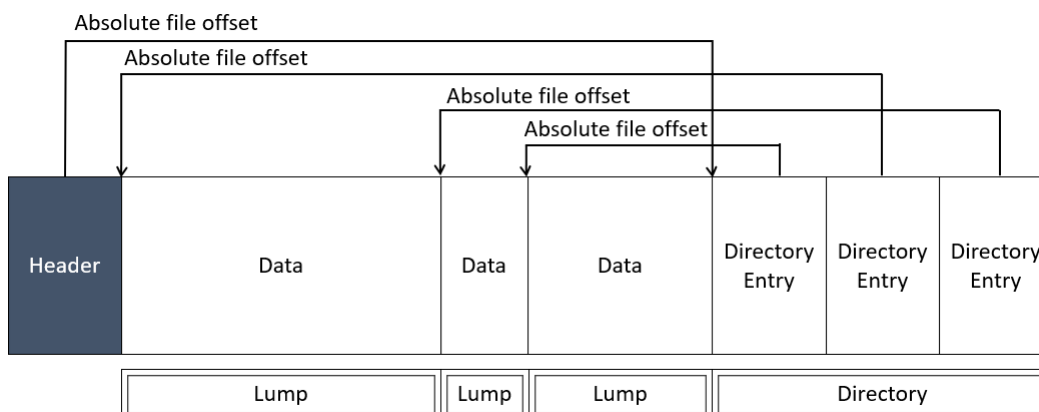 Absolute file offset
Absolute file offset
Absolute file offset
Absolute file offset
Header
Data
Data
Data
Directory
Entry
Directory
Entry
Directory
Entry
Lump
Lump
Lump
Directory